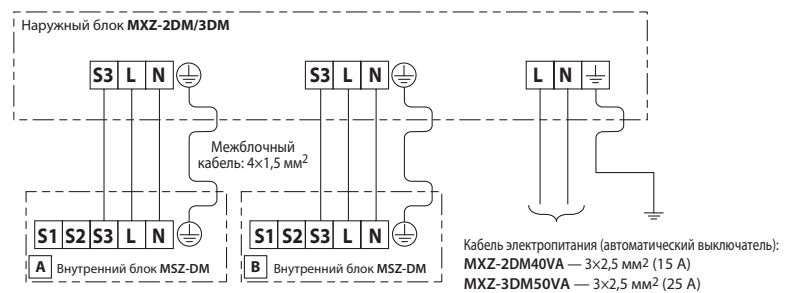 Наружный блок MXZ-2DM/3DM
S3 L N
S3 L N
L N
Межблочный
кабель: 4×1,5 мм²
S1 S2 S3 L N
S1 S2 S3 L N
A Внутренний блок MSZ-DM
B Внутренний блок MSZ-DM
Кабель электропитания (автоматический выключатель):
MXZ-2DM40VA — 3×2,5 мм² (15 А)
MXZ-3DM50VA — 3×2,5 мм² (25 А)